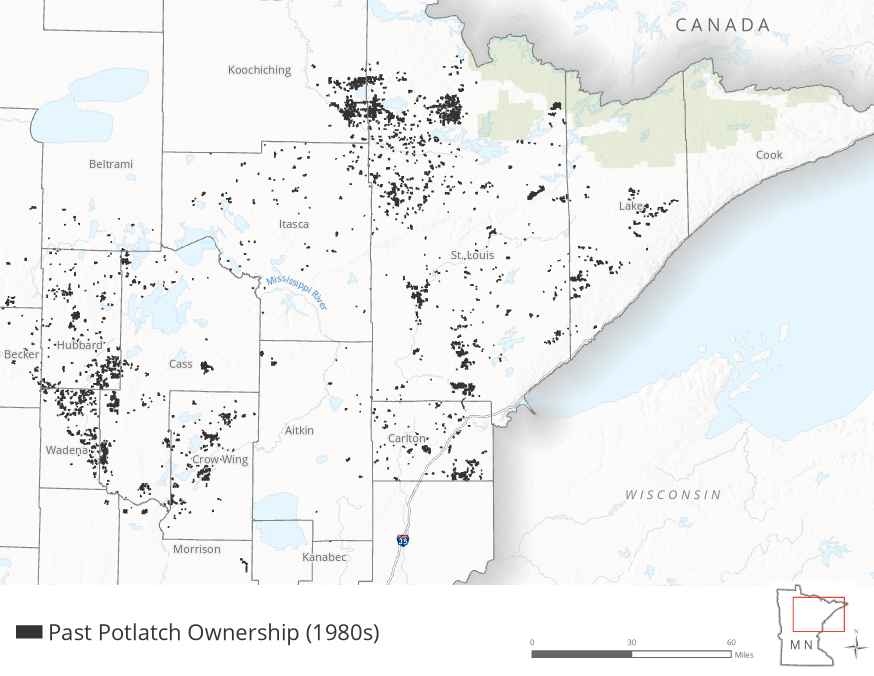 CANADA
Koochiching
Beltrami
Cook
Lake
Itasca
St. Louis
Mississippi River
Hubbard
Becker
Cass
Aitkin
Carlton
Wadena
Crow Wing
WISCONSIN
35
Morrison
Kanabec
Past Potlatch Ownership (1980s)
0 30 60
Miles
MN
N